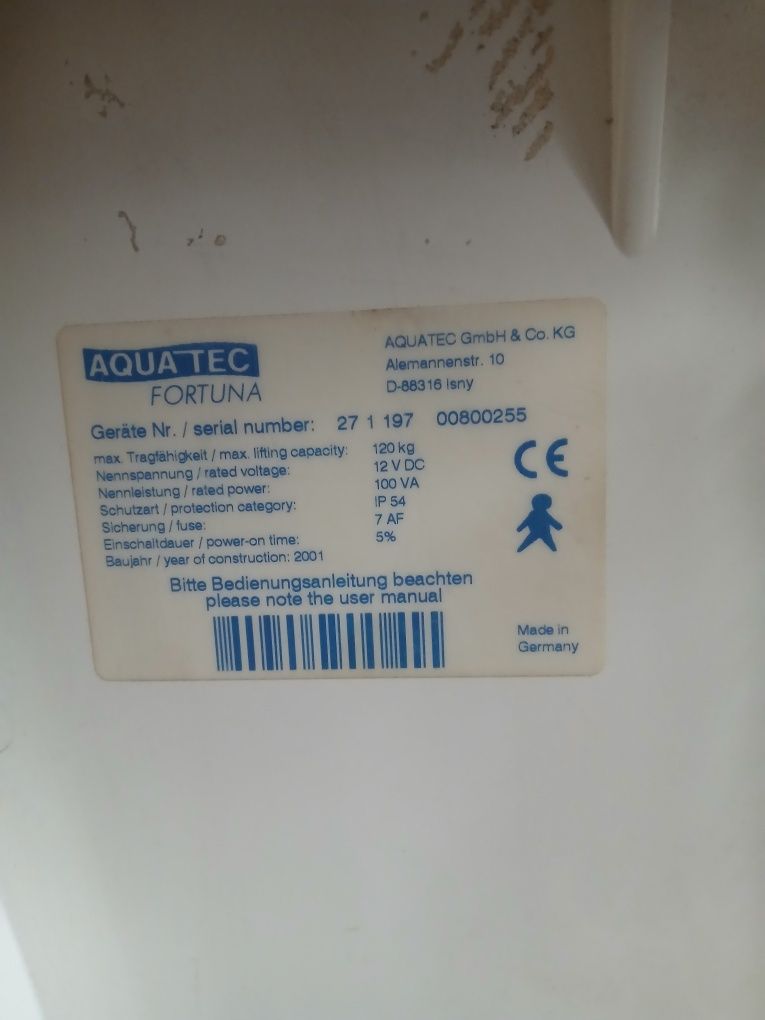 AQUATEC
FORTUNA
AQUATEC GmbH & Co. KG
Alemannenstr. 10
D-88316 Isny
Geräte Nr. / serial number: 27 1 197 00800255
max. Tragfähigkeit / max. lifting capacity: 120 kg
Nennspannung / rated voltage: 12 V DC
Nennleistung / rated power: 100 VA
Schutzart / protection category: IP 54
Sicherung / fuse: 7 AF
Einschaltdauer / power-on time: 5%
Baujahr / year of construction: 2001
CE
Bitte Bedienungsanleitung beachten
please note the user manual
Made in
Germany